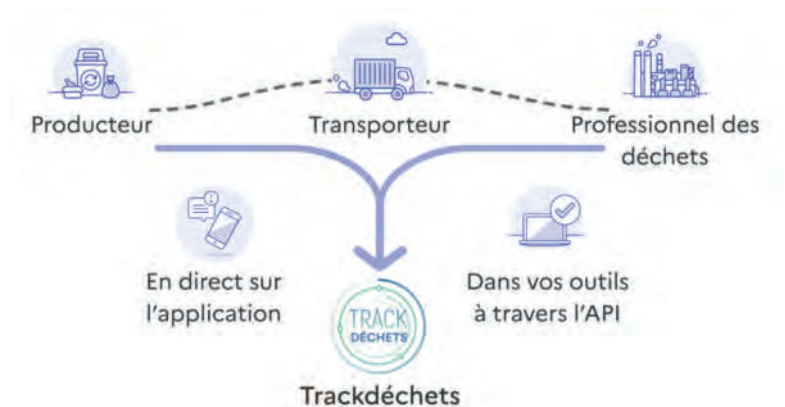 Producteur
Transporteur
Professionnel des
déchets
En direct sur
l'application
Dans vos outils
à travers l'API
TRACK
DÉCHETS
Trackdéchets